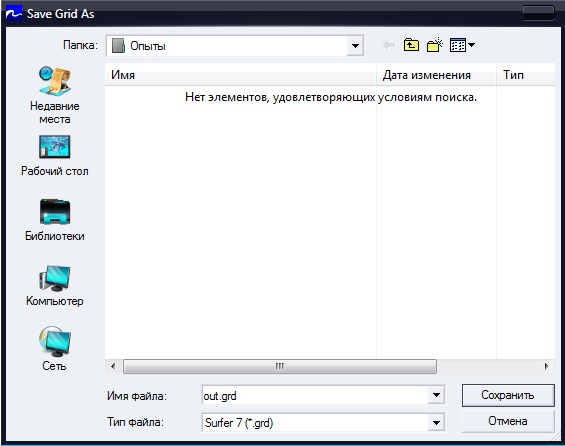 Save Grid As
Папка: Опыты
Имя Дата изменения Тип
Нет элементов, удовлетворяющих условиям поиска.
Недавние
места
Рабочий стол
Библиотеки
Компьютер
Сеть
Имя файла: out.grd Сохранить
Тип файла: Surfer 7 (*.grd) Отмена